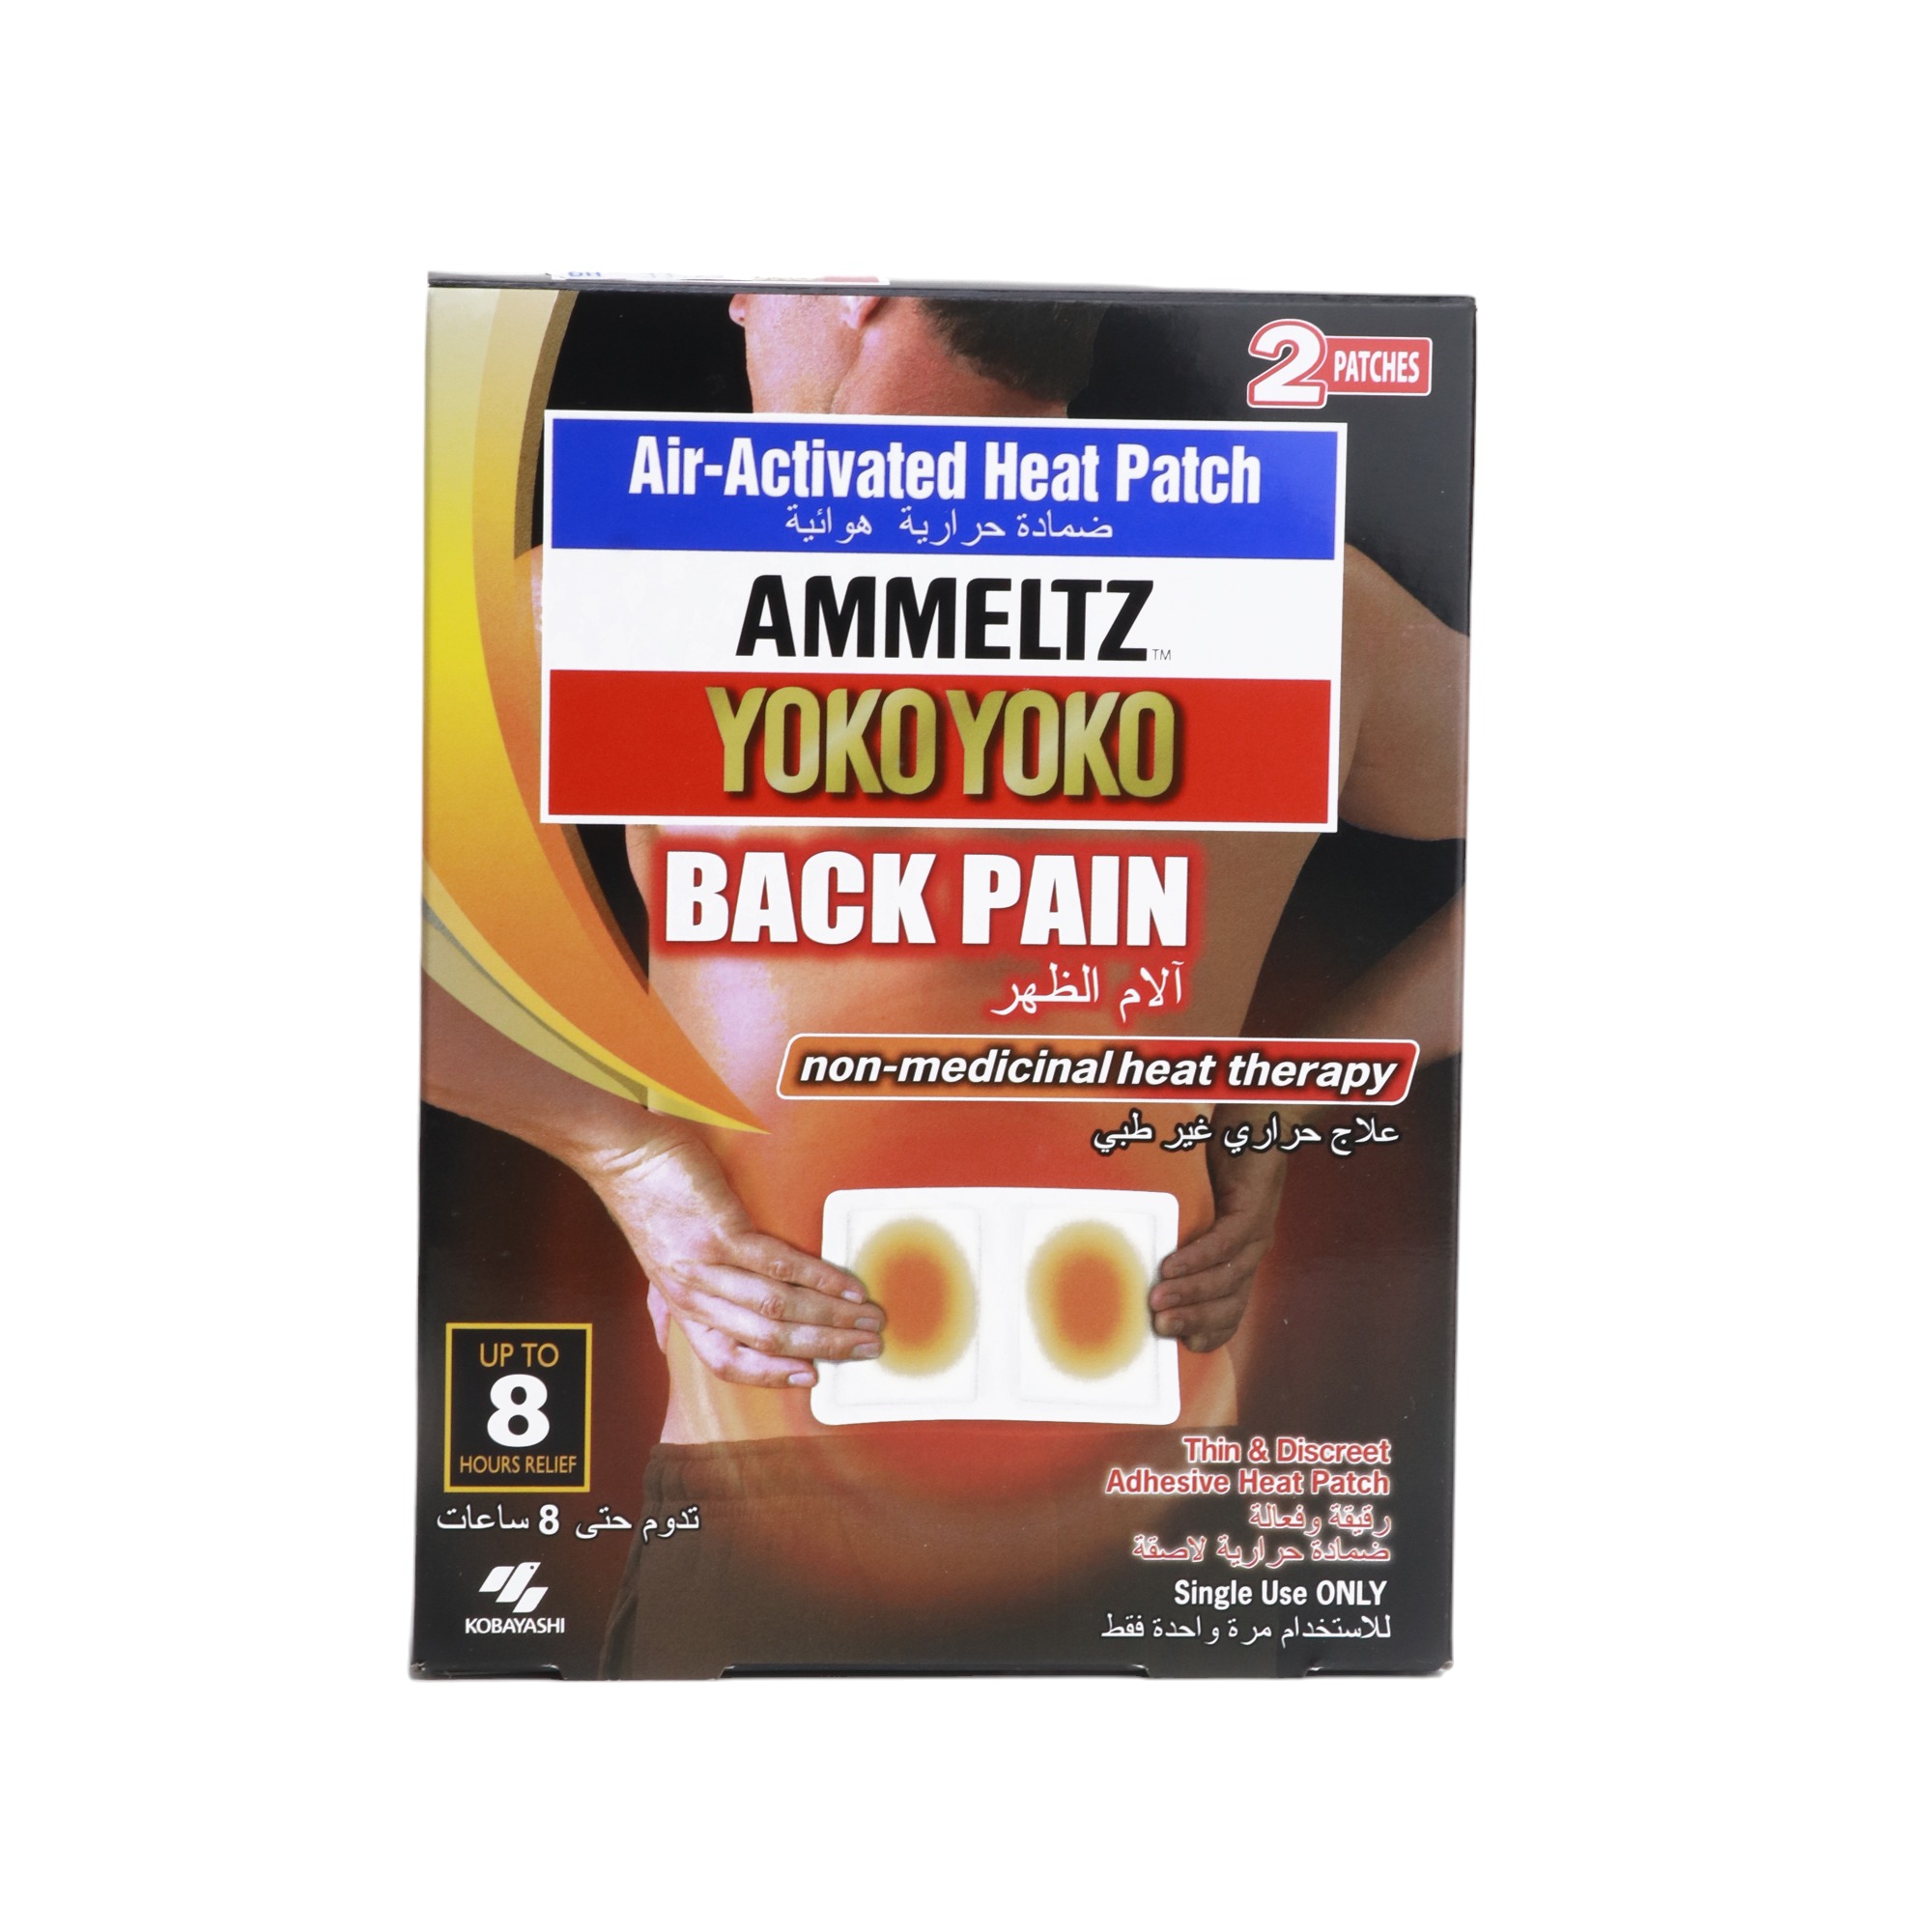 2 PATCHES
Air-Activated Heat Patch
ضمادة حرارية هوائية
AMMELTZ™
YOKOYOKO
BACK PAIN
آلام الظهر
non-medicinal heat therapy
علاج حراري غير طبي
UP TO
8
HOURS RELIEF
تدوم حتى 8 ساعات
KOBAYASHI
Thin & Discreet
Adhesive Heat Patch
رقيقة وفعالة
ضمادة حرارية لاصقة
Single Use ONLY
للاستخدام مرة واحدة فقط